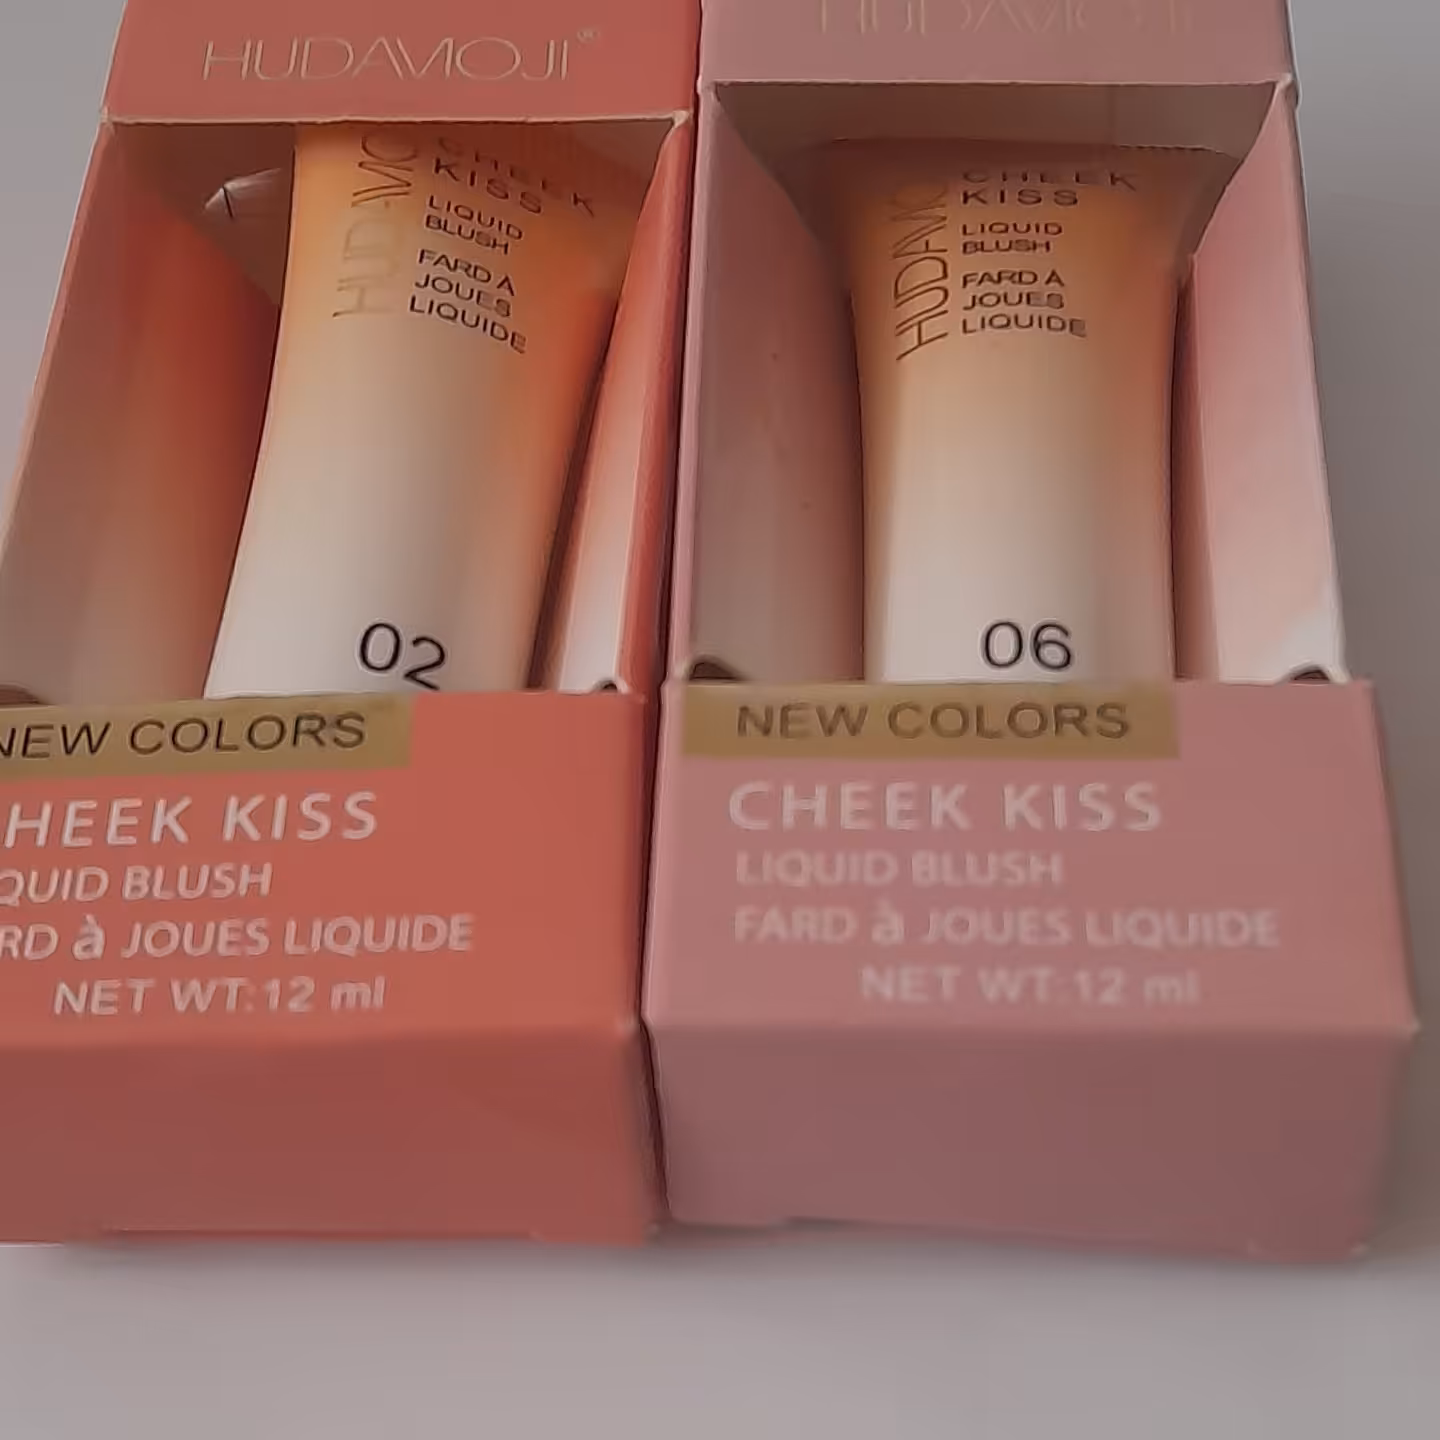 HUDAMOJI®
HUDAMO
CHEEK
KISS
LIQUID
BLUSH
FARD À
JOUES
LIQUIDE
02
NEW COLORS
HEEK KISS
QUID BLUSH
RD à JOUES LIQUIDE
NET WT:12 ml
HUDAMOJI
HUDAMO
CHEEK
KISS
LIQUID
BLUSH
FARD À
JOUES
LIQUIDE
06
NEW COLORS
CHEEK KISS
LIQUID BLUSH
FARD à JOUES LIQUIDE
NET WT:12 ml